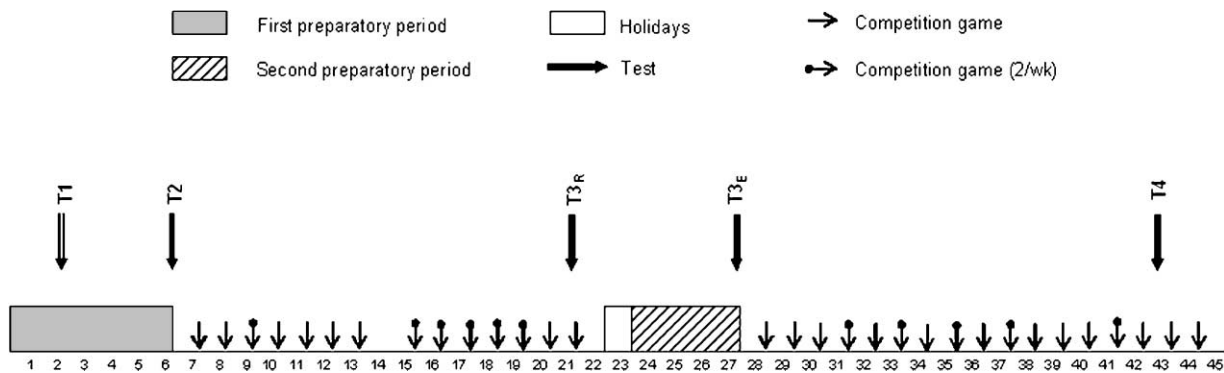 First preparatory period Holidays Competition game
Second preparatory period Test Competition game (2/wk)
T1 T2 T3R T3E T4
1 2 3 4 5 6 7 8 9 10 11 12 13 14 15 16 17 18 19 20 21 22 23 24 25 26 27 28 29 30 31 32 33 34 35 36 37 38 39 40 41 42 43 44 45